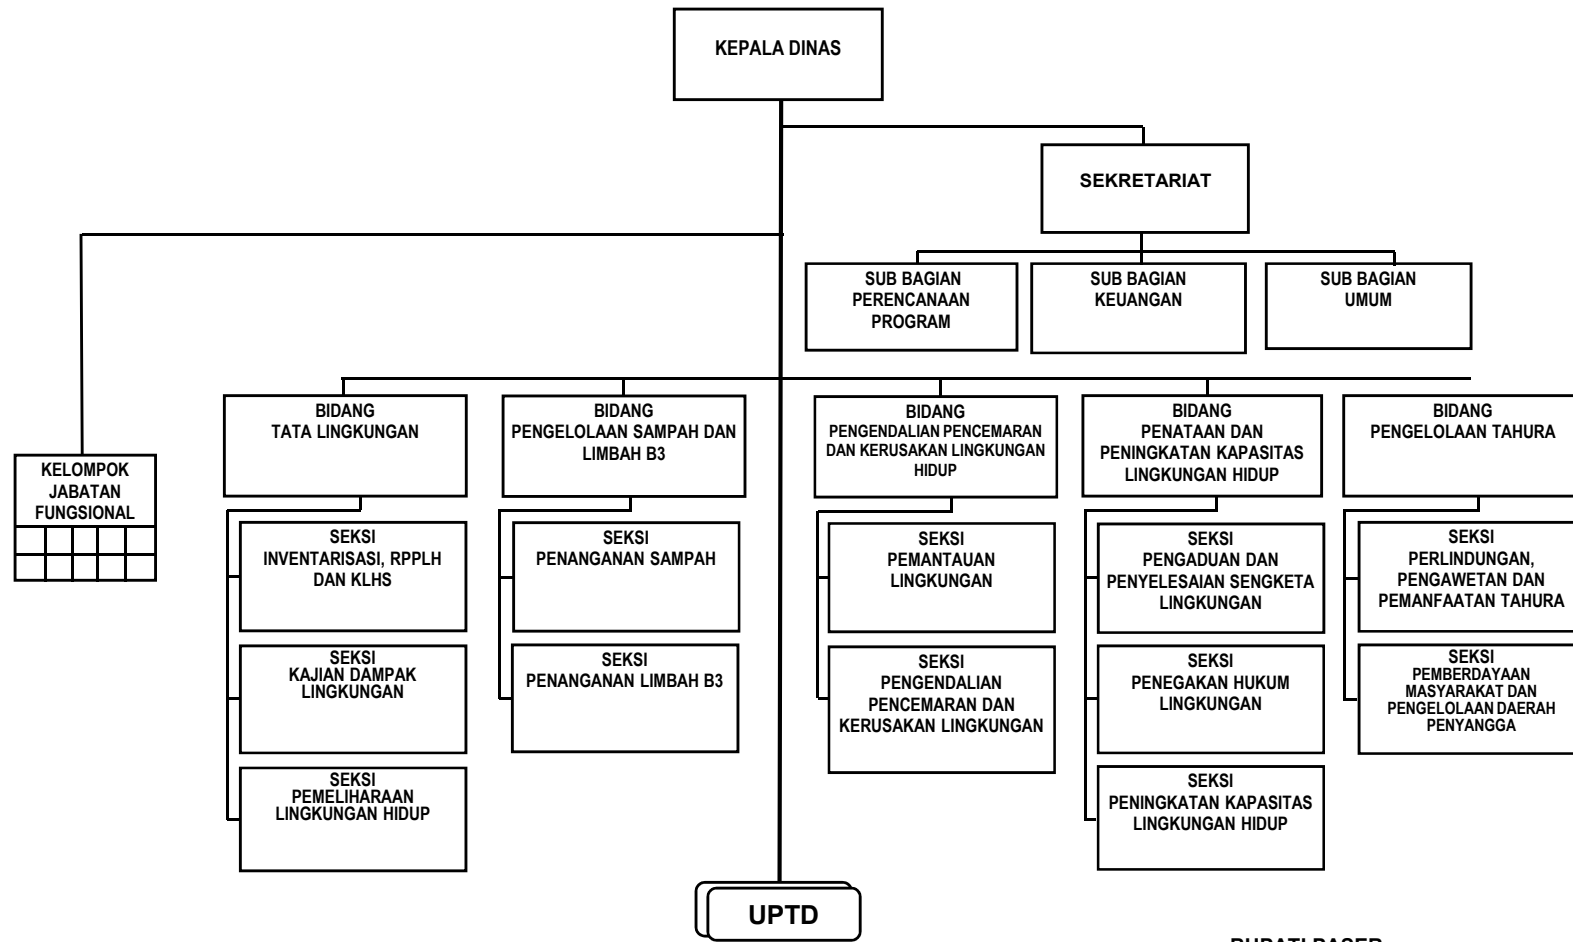 KEPALA DINAS
SEKRETARIAT
SUB BAGIAN
PERENCANAAN
PROGRAM
SUB BAGIAN
KEUANGAN
SUB BAGIAN
UMUM
KELOMPOK
JABATAN
FUNGSIONAL
BIDANG
TATA LINGKUNGAN
BIDANG
PENGELOLAAN SAMPAH DAN
LIMBAH B3
BIDANG
PENGENDALIAN PENCEMARAN
DAN KERUSAKAN LINGKUNGAN
HIDUP
BIDANG
PENATAAN DAN
PENINGKATAN KAPASITAS
LINGKUNGAN HIDUP
BIDANG
PENGELOLAAN TAHURA
SEKSI
INVENTARISASI, RPPLH
DAN KLHS
SEKSI
KAJIAN DAMPAK
LINGKUNGAN
SEKSI
PEMELIHARAAN
LINGKUNGAN HIDUP
SEKSI
PENANGANAN SAMPAH
SEKSI
PENANGANAN LIMBAH B3
SEKSI
PEMANTAUAN
LINGKUNGAN
SEKSI
PENGENDALIAN
PENCEMARAN DAN
KERUSAKAN LINGKUNGAN
SEKSI
PENGADUAN DAN
PENYELESAIAN SENGKETA
LINGKUNGAN
SEKSI
PENEGAKAN HUKUM
LINGKUNGAN
SEKSI
PENINGKATAN KAPASITAS
LINGKUNGAN HIDUP
SEKSI
PERLINDUNGAN,
PENGAWETAN DAN
PEMANFAATAN TAHURA
SEKSI
PEMBERDAYAAN
MASYARAKAT DAN
PENGELOLAAN DAERAH
PENYANGGA
UPTD
BUPATI PASER